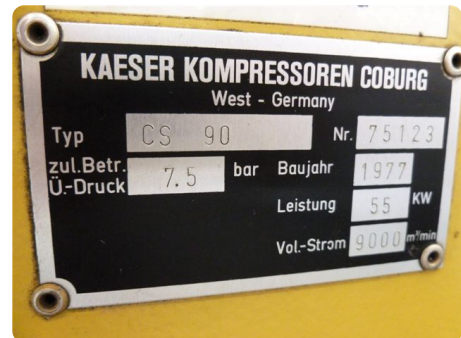 KAESER KOMPRESSOREN COBURG
West - Germany
Typ CS 90 Nr. 75123
zul.Betr. Ü.-Druck 7.5 bar Baujahr 1977
Leistung 55 KW
Vol.-Strom 9000 m³/min